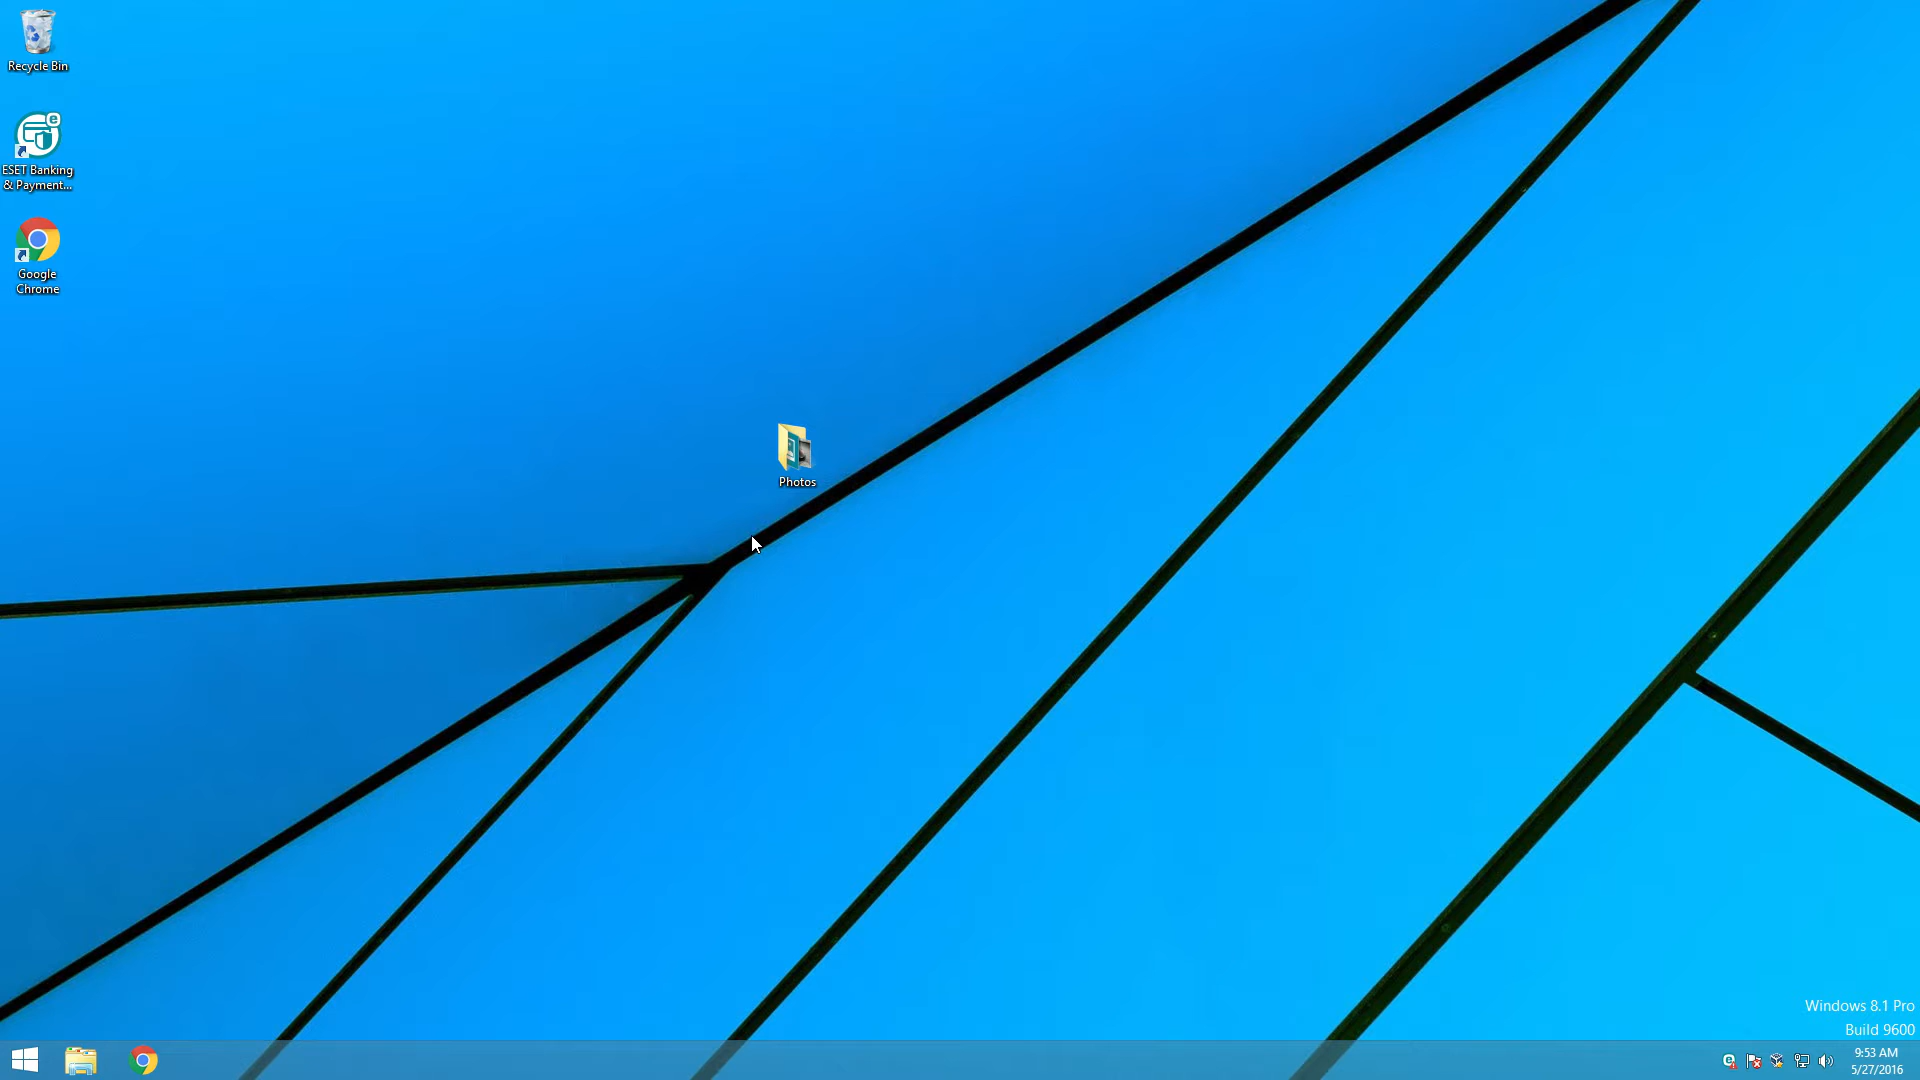 Recycle Bin
ESET Banking
& Payment...
Google
Chrome
Photos
Windows 8.1 Pro
Build 9600
9:53 AM
5/27/2016